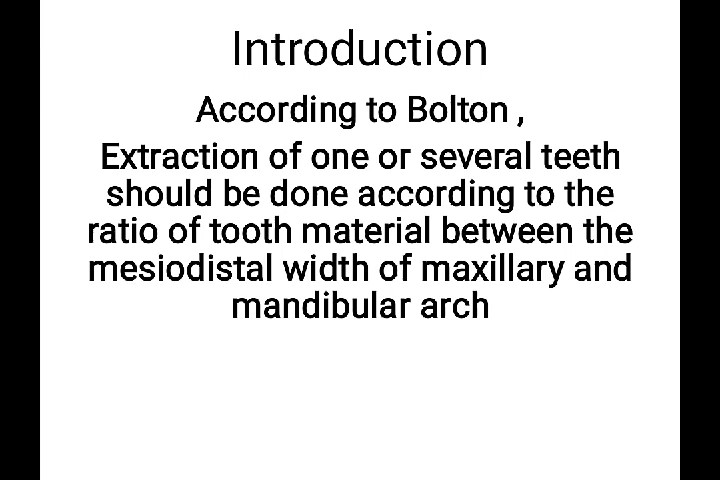 Introduction
According to Bolton ,
Extraction of one or several teeth
should be done according to the
ratio of tooth material between the
mesiodistal width of maxillary and
mandibular arch